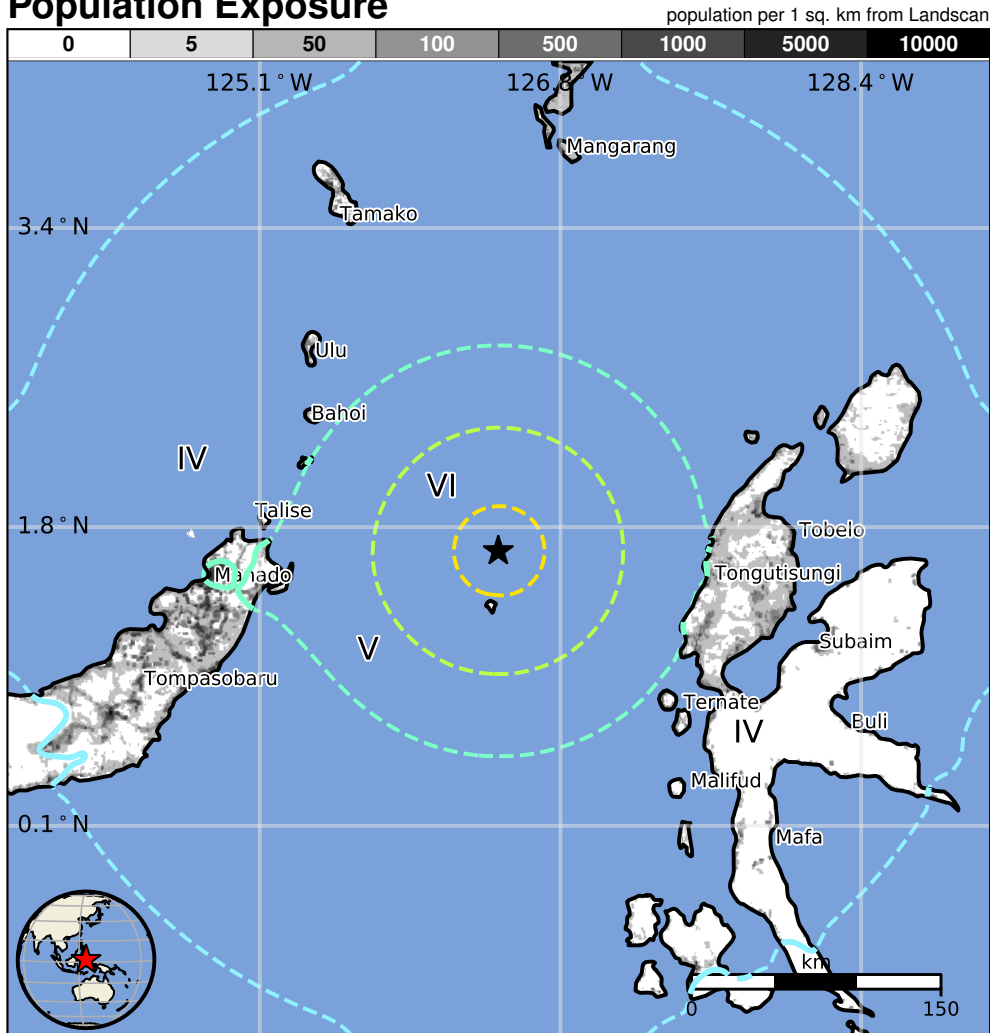 Population Exposure
population per 1 sq. km from Landscan
0 5 50 100 500 1000 5000 10000
125.1°W 126.8°W 128.4°W
Mangarang
Tamako
3.4°N
Ulu
Bahoi
IV
VI
Talise
1.8°N
Tobelo
Manado
Tongutisungi
Subaim
V
Tompasobaru
Ternate
IV
Buli
Malifud
0.1°N
Mafa
km
0 150